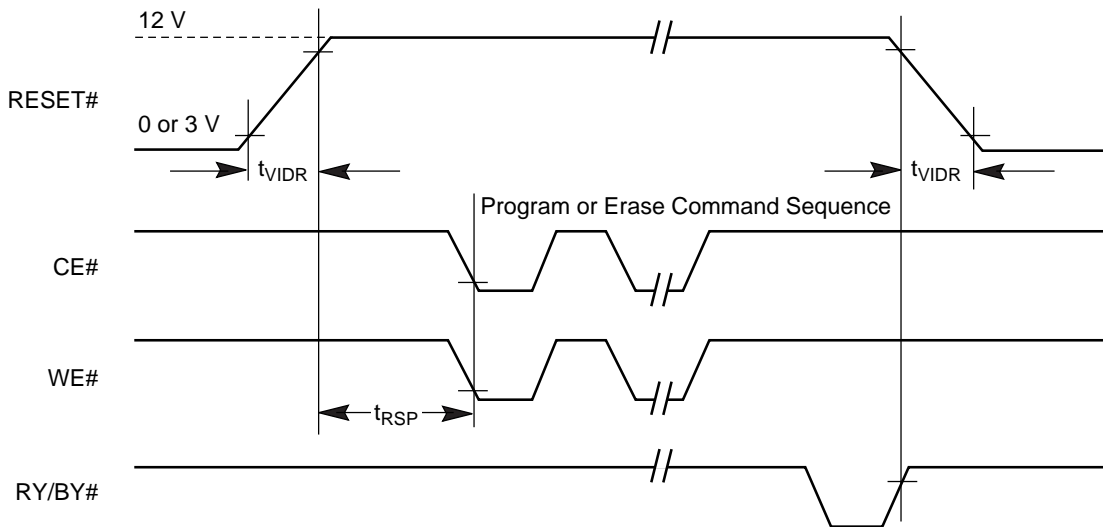 12 V
RESET#
0 or 3 V
tVIDR
tVIDR
Program or Erase Command Sequence
CE#
WE#
tRSP
RY/BY#